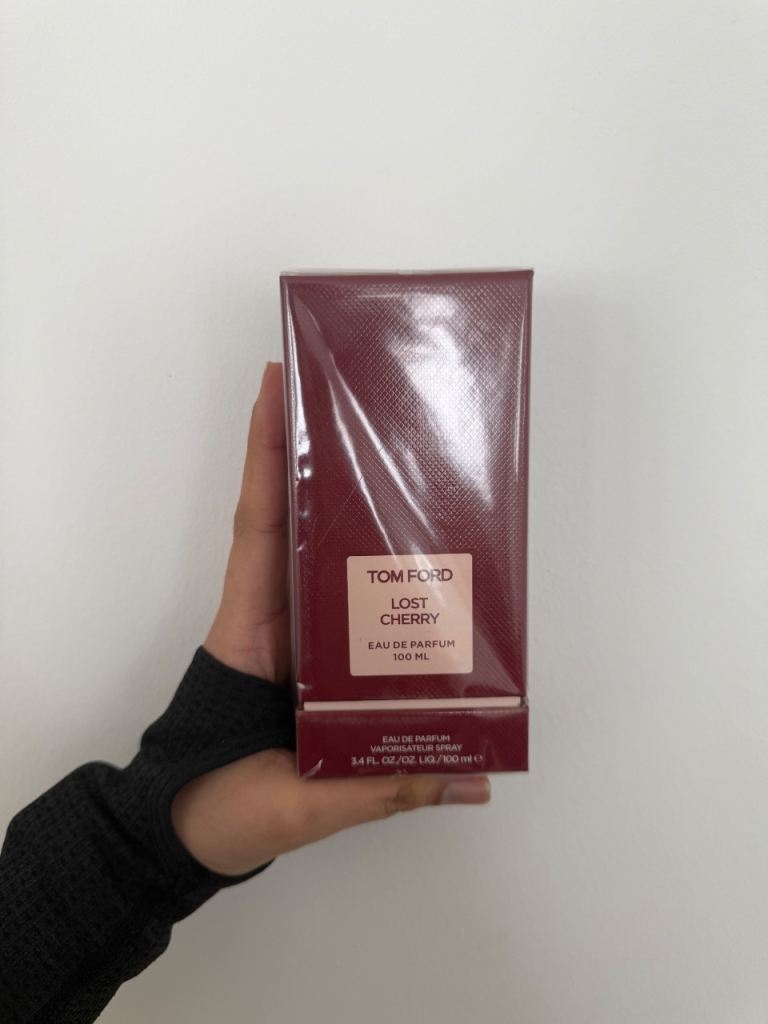 TOM FORD
LOST
CHERRY
EAU DE PARFUM
100 ML
EAU DE PARFUM
VAPORISATEUR SPRAY
3.4 FL. OZ./OZ. LIQ./100 ml ℮